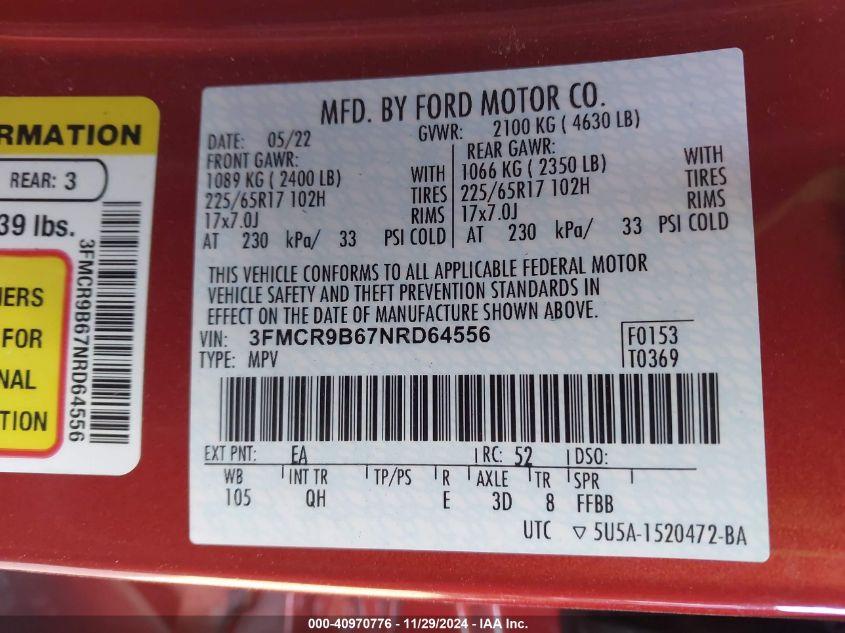 RMATION
REAR: 3
39 lbs.
3FMCR9B67NRD64556
FOR
NAL
TION
MFD. BY FORD MOTOR CO.
DATE: 05/22 GVWR: 2100 KG ( 4630 LB)
FRONT GAWR: REAR GAWR:
1089 KG ( 2400 LB) WITH 1066 KG ( 2350 LB) WITH
225/65R17 102H TIRES 225/65R17 102H TIRES
17x7.0J RIMS 17x7.0J RIMS
AT 230 kPa/ 33 PSI COLD AT 230 kPa/ 33 PSI COLD
THIS VEHICLE CONFORMS TO ALL APPLICABLE FEDERAL MOTOR
VEHICLE SAFETY AND THEFT PREVENTION STANDARDS IN
EFFECT ON THE DATE OF MANUFACTURE SHOWN ABOVE.
VIN: 3FMCR9B67NRD64556 F0153
TYPE: MPV T0369
EXT PNT: EA RC: 52 DSO:
WB INT TR TP/PS R AXLE TR SPR
105 QH E 3D 8 FFBB
UTC ▽ 5U5A-1520472-BA
000-40970776 - 11/29/2024 - IAA Inc.